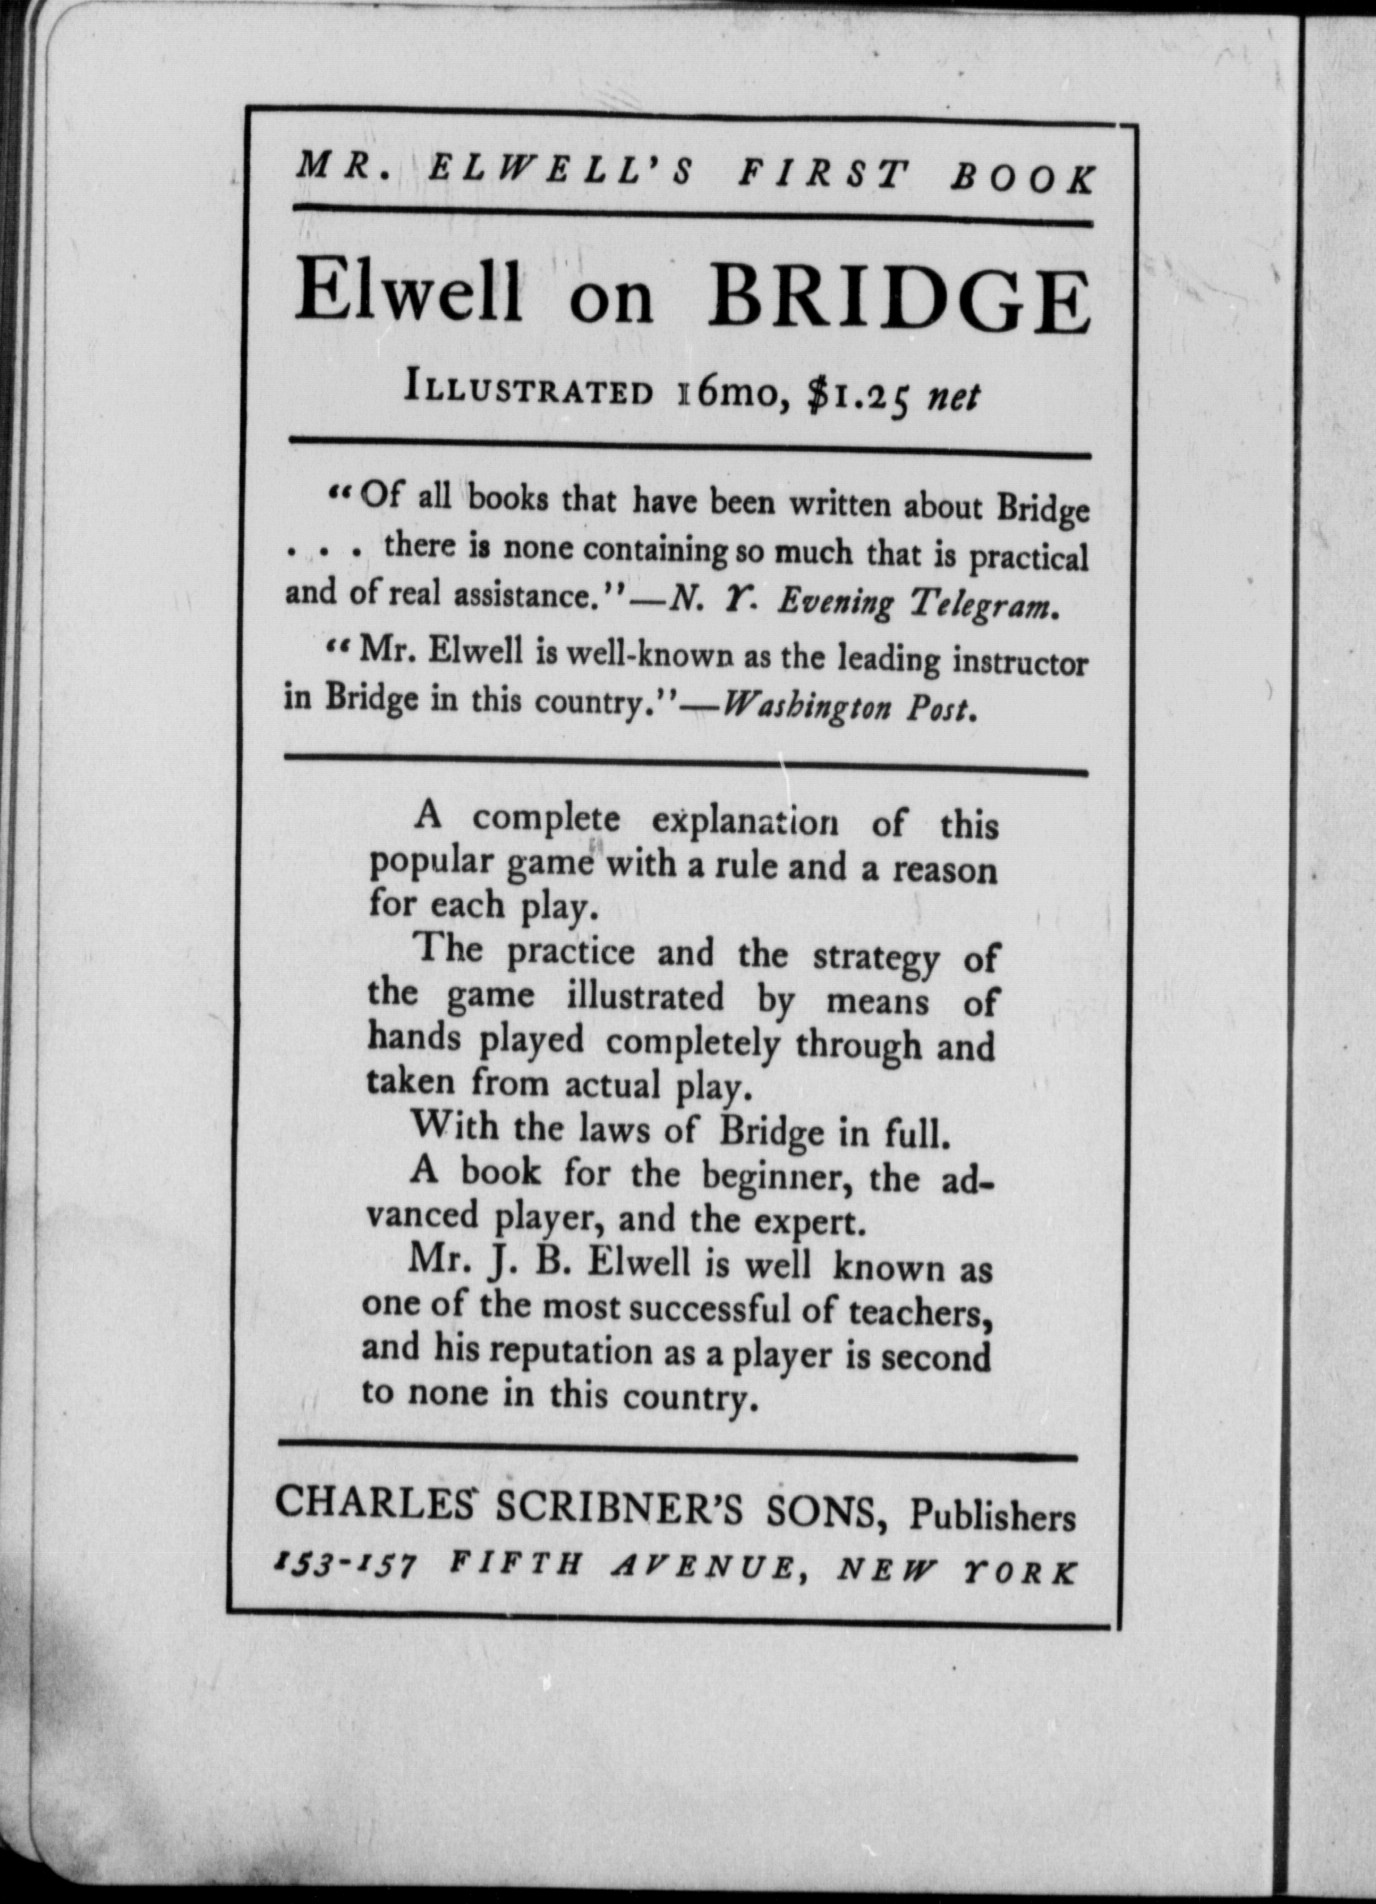 MR. ELWELL'S FIRST BOOK
Elwell on BRIDGE
ILLUSTRATED 16mo, $1.25 net
"Of all books that have been written about Bridge
. . . there is none containing so much that is practical
and of real assistance."—N. Y. Evening Telegram.
"Mr. Elwell is well-known as the leading instructor
in Bridge in this country."—Washington Post.
A complete explanation of this
popular game with a rule and a reason
for each play.
The practice and the strategy of
the game illustrated by means of
hands played completely through and
taken from actual play.
With the laws of Bridge in full.
A book for the beginner, the ad-
vanced player, and the expert.
Mr. J. B. Elwell is well known as
one of the most successful of teachers,
and his reputation as a player is second
to none in this country.
CHARLES SCRIBNER'S SONS, Publishers
153-157 FIFTH AVENUE, NEW YORK